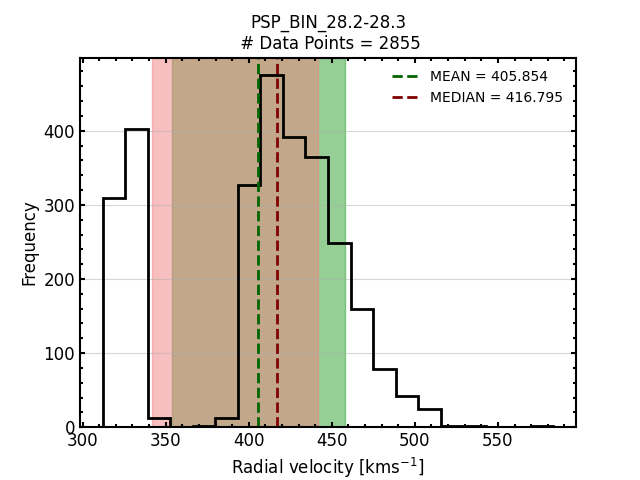 PSP_BIN_28.2-28.3
# Data Points = 2855
MEAN = 405.854
MEDIAN = 416.795
Frequency
400
300
200
100
0
300 350 400 450 500 550
Radial velocity [kms⁻¹]